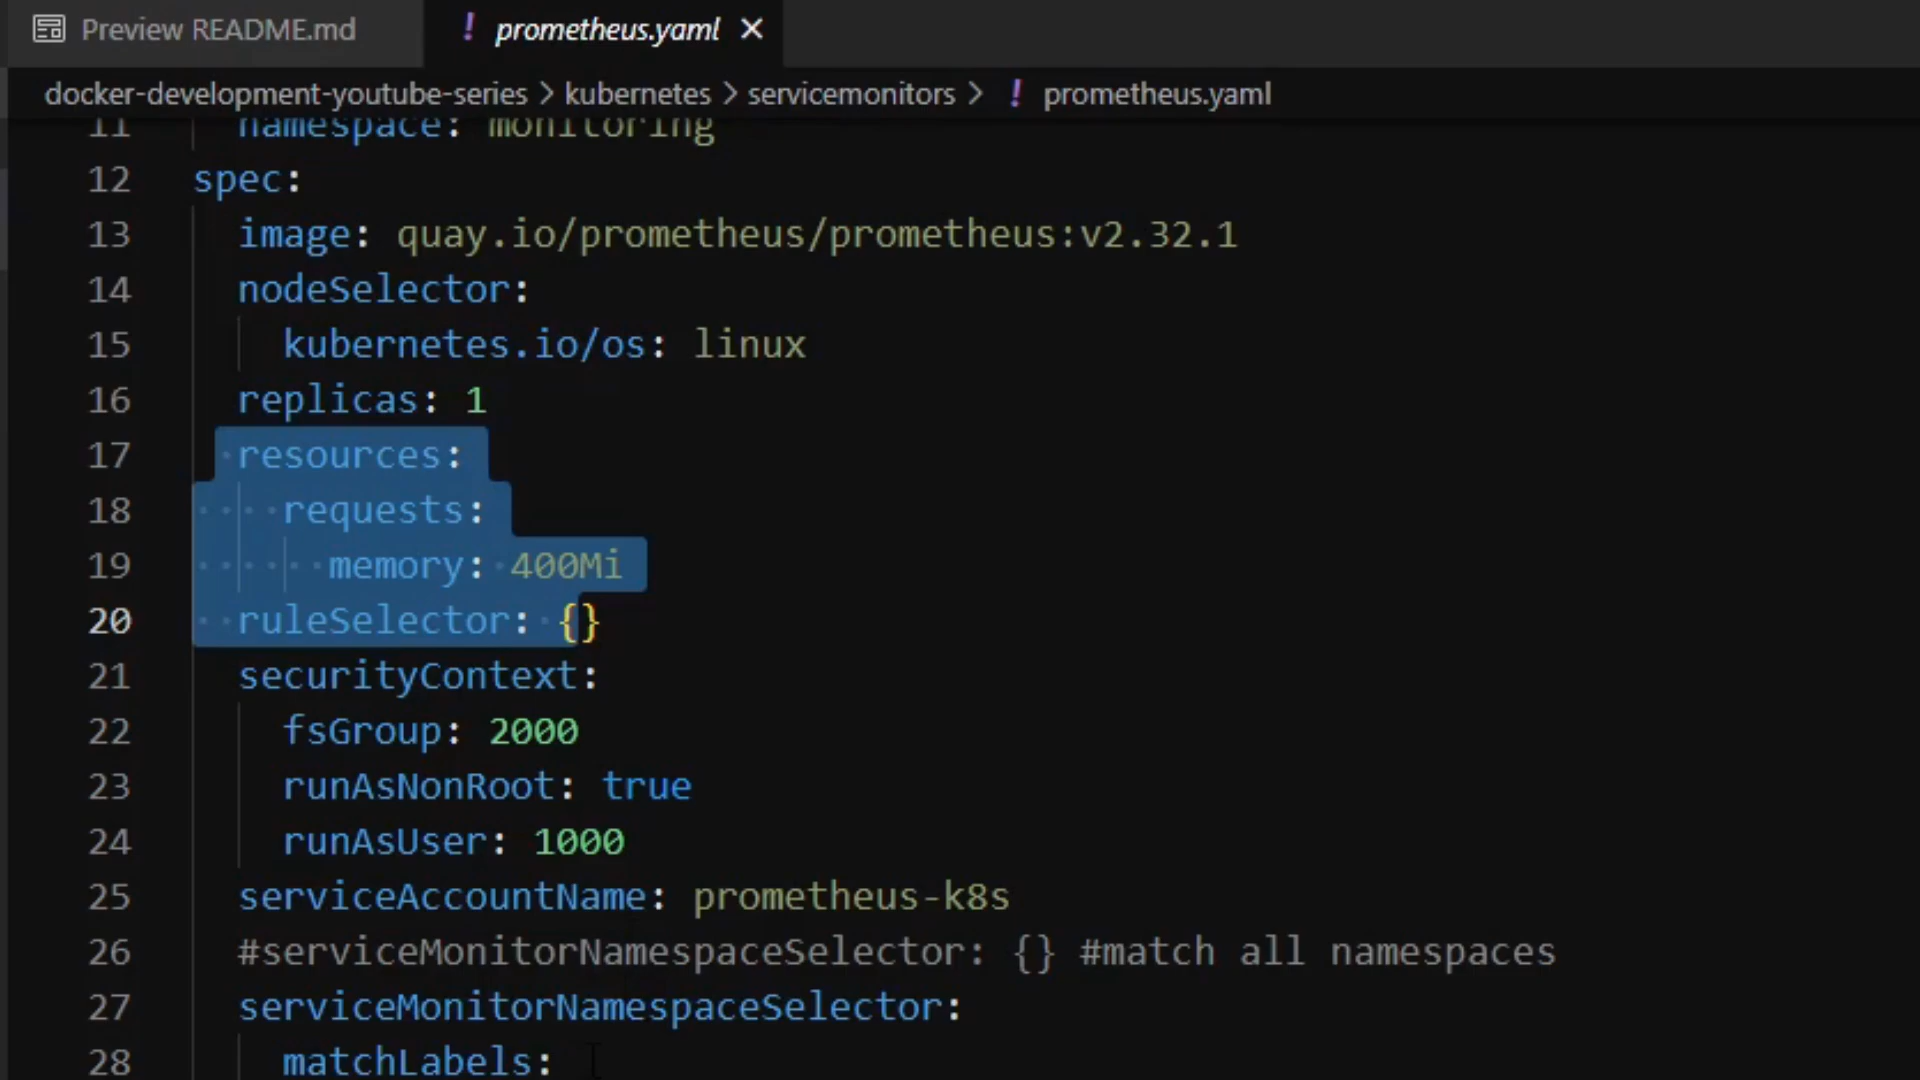 Preview README.md
! prometheus.yaml ×
docker-development-youtube-series > kubernetes > servicemonitors > ! prometheus.yaml
11 namespace: monitoring
12 spec:
13 image: quay.io/prometheus/prometheus:v2.32.1
14 nodeSelector:
15 kubernetes.io/os: linux
16 replicas: 1
17 resources:
18 requests:
19 memory: 400Mi
20 ruleSelector: {}
21 securityContext:
22 fsGroup: 2000
23 runAsNonRoot: true
24 runAsUser: 1000
25 serviceAccountName: prometheus-k8s
26 #serviceMonitorNamespaceSelector: {} #match all namespaces
27 serviceMonitorNamespaceSelector:
28 matchLabels: